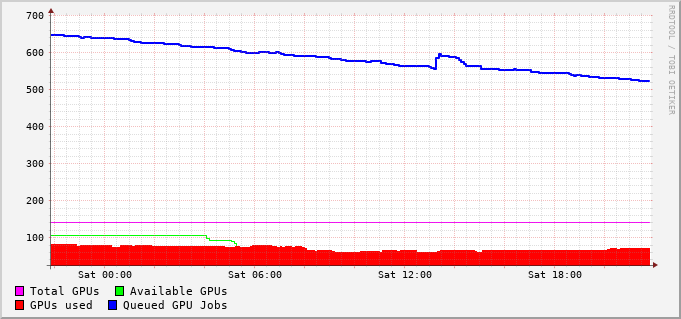 700
600
500
400
300
200
100
Sat 00:00 Sat 06:00 Sat 12:00 Sat 18:00
Total GPUs Available GPUs
GPUs used Queued GPU Jobs
RRDTOOL / TOBI OETIKER